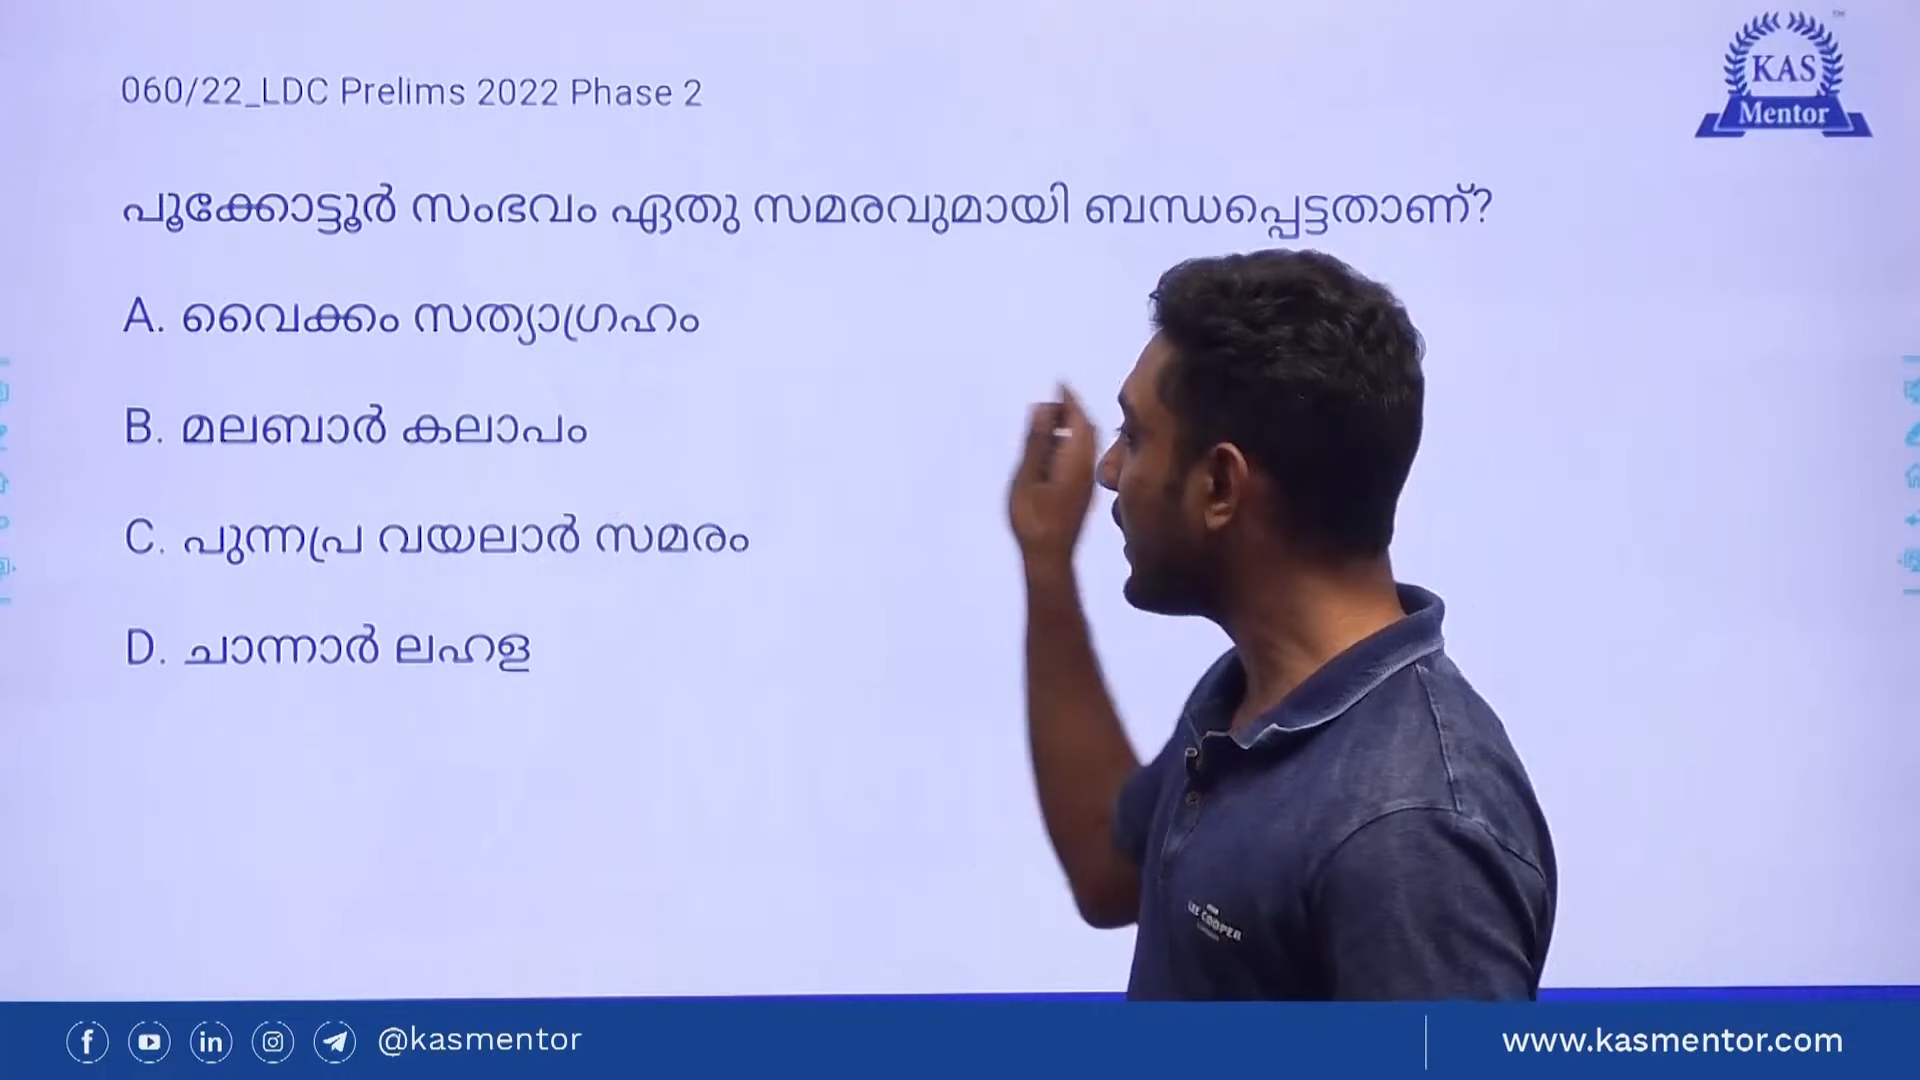 060/22_LDC Prelims 2022 Phase 2
KAS
Mentor
™
പൂക്കോട്ടൂർ സംഭവം ഏതു സമരവുമായി ബന്ധപ്പെട്ടതാണ്?
A. വൈക്കം സത്യാഗ്രഹം
B. മലബാർ കലാപം
C. പുന്നപ്ര വയലാർ സമരം
D. ചാന്നാർ ലഹള
LEE COOPER
@kasmentor
www.kasmentor.com